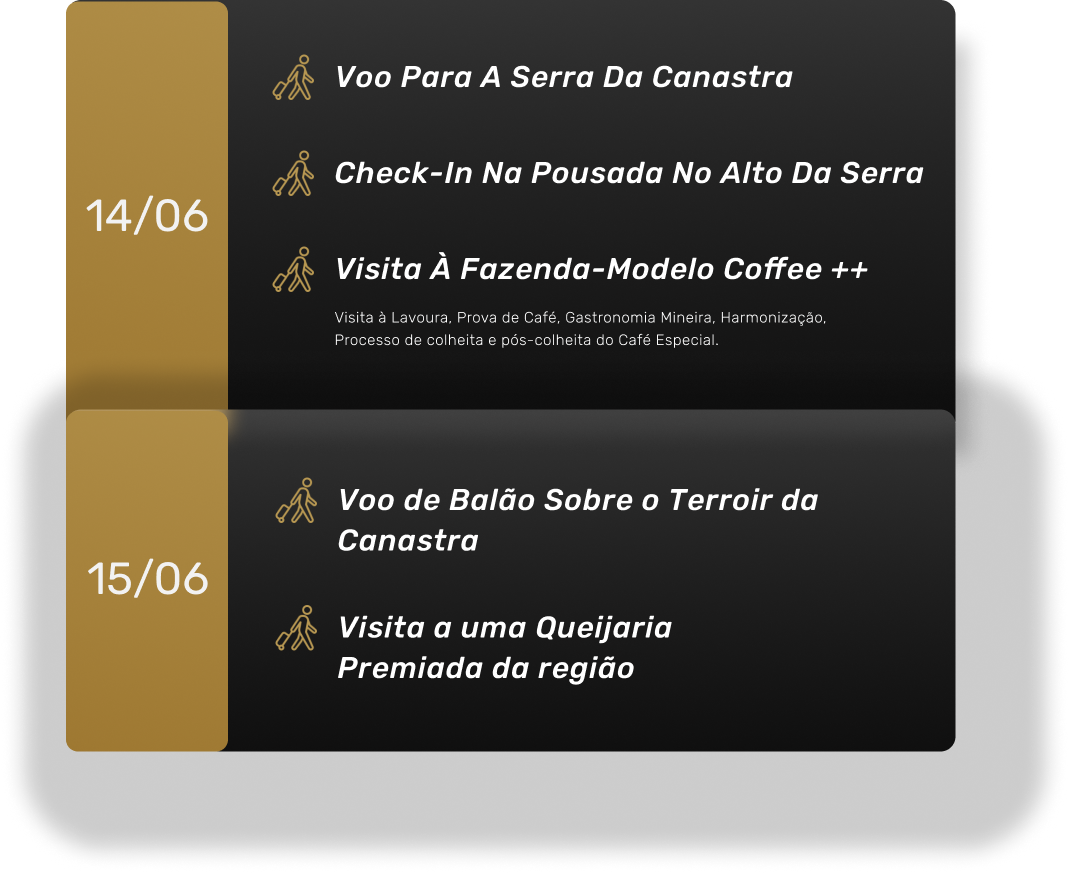 14/06
Voo Para A Serra Da Canastra
Check-In Na Pousada No Alto Da Serra
Visita À Fazenda-Modelo Coffee ++
Visita à Lavoura, Prova de Café, Gastronomia Mineira, Harmonização,
Processo de colheita e pós-colheita do Café Especial.
15/06
Voo de Balão Sobre o Terroir da
Canastra
Visita a uma Queijaria
Premiada da região